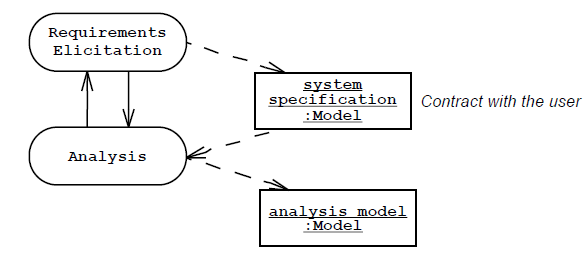 Requirements
Elicitation
system
specification
:Model
Contract with the user
Analysis
analysis model
:Model